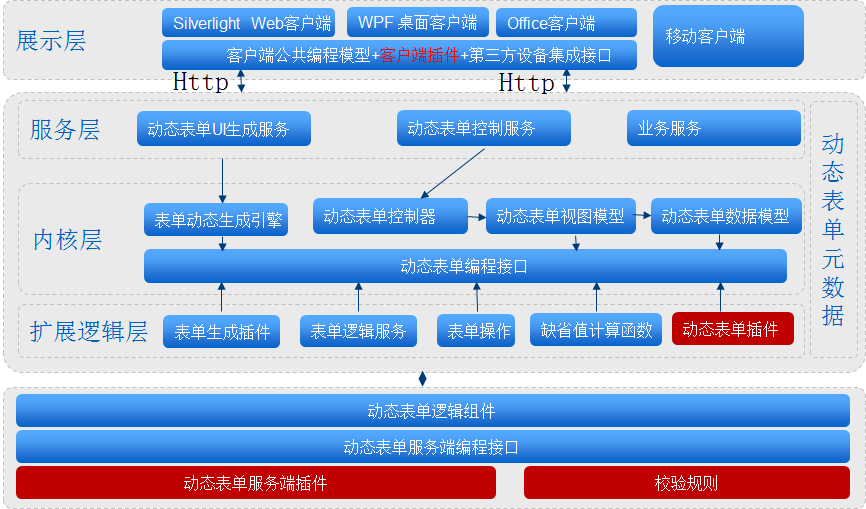 展示层
Silverlight Web客户端
WPF 桌面客户端
Office客户端
移动客户端
客户端公共编程模型+客户端插件+第三方设备集成接口
Http
Http
服务层
动态表单UI生成服务
动态表单控制服务
业务服务
动态表单元数据
内核层
表单动态生成引擎
动态表单控制器
动态表单视图模型
动态表单数据模型
动态表单编程接口
扩展逻辑层
表单生成插件
表单逻辑服务
表单操作
缺省值计算函数
动态表单插件
动态表单逻辑组件
动态表单服务端编程接口
动态表单服务端插件
校验规则